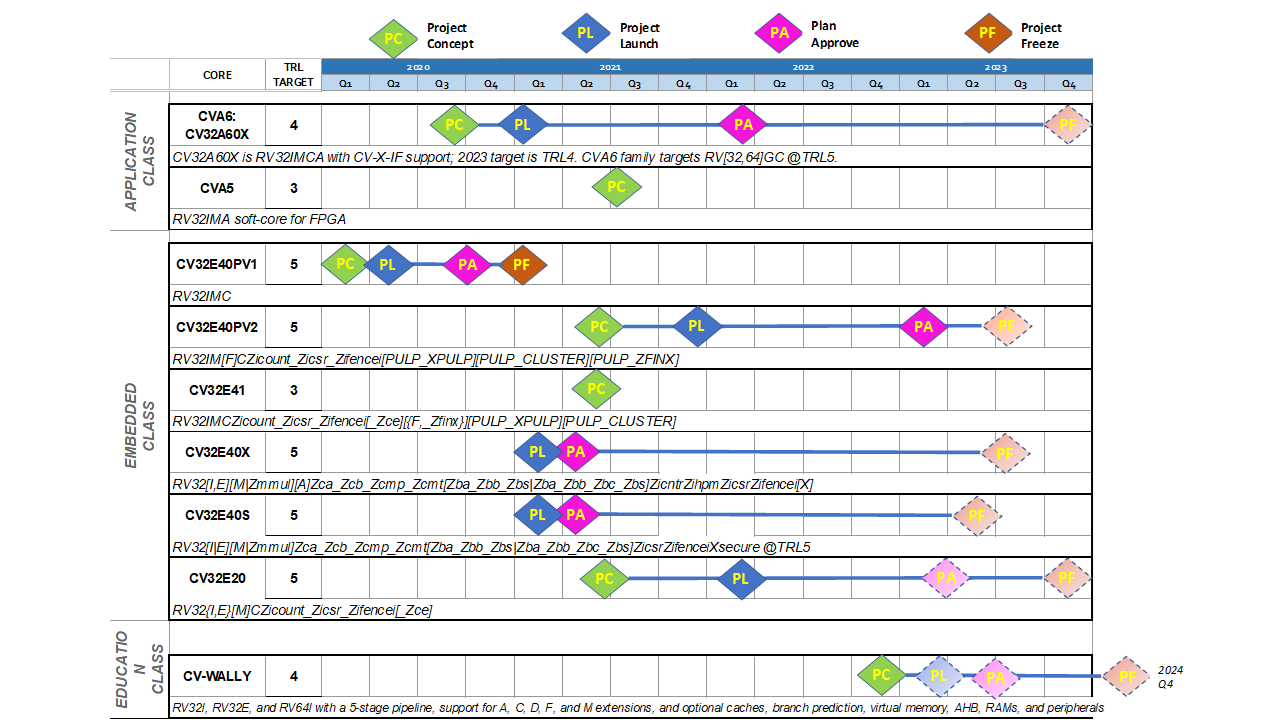 PC Project Concept
PL Project Launch
PA Plan Approve
PF Project Freeze
CORE TRL TARGET 2020 2021 2022 2023
Q1 Q2 Q3 Q4 Q1 Q2 Q3 Q4 Q1 Q2 Q3 Q4 Q1 Q2 Q3 Q4
APPLICATION CLASS
CVA6: CV32A60X 4 PC PL PA PF
CV32A60X is RV32IMCA with CV-X-IF support; 2023 target is TRL4. CVA6 family targets RV[32,64]GC @TRL5.
CVA5 3 PC
RV32IMA soft-core for FPGA
EMBEDDED CLASS
CV32E40PV1 5 PC PL PA PF
RV32IMC
CV32E40PV2 5 PC PL PA PF
RV32IM[F]CZicount_Zicsr_Zifencei[PULP_XPULP][PULP_CLUSTER][PULP_ZFINX]
CV32E41 3 PC
RV32IMCZicount_Zicsr_Zifencei[_Zce][{F,_Zfinx}][PULP_XPULP][PULP_CLUSTER]
CV32E40X 5 PL PA PF
RV32[I,E][M|Zmmul][A]Zca_Zcb_Zcmp_Zcmt[Zba_Zbb_Zbs|Zba_Zbb_Zbc_Zbs]ZicntrZihpmZicsrZifencei[X]
CV32E40S 5 PL PA PF
RV32[I|E][M|Zmmul]Zca_Zcb_Zcmp_Zcmt[Zba_Zbb_Zbs|Zba_Zbb_Zbc_Zbs]ZicsrZifenceiXsecure @TRL5
CV32E20 5 PC PL PA PF
RV32{I,E}[M]CZicount_Zicsr_Zifencei[_Zce]
EDUCATIO N CLASS
CV-WALLY 4 PC PL PA PF 2024 Q4
RV32I, RV32E, and RV64I with a 5-stage pipeline, support for A, C, D, F, and M extensions, and optional caches, branch prediction, virtual memory, AHB, RAMs, and peripherals